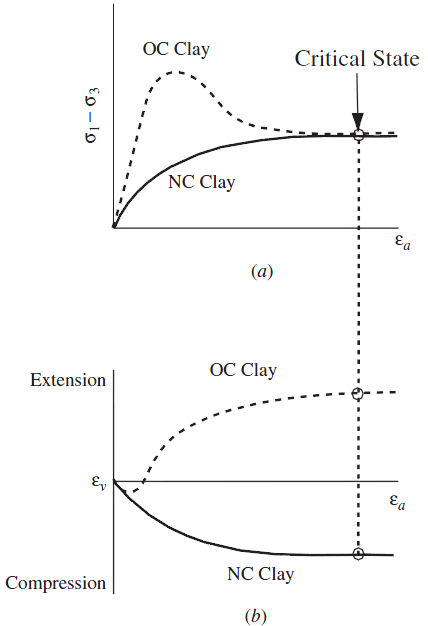 OC Clay
Critical State
σ1 – σ3
NC Clay
εa
(a)
OC Clay
Extension
εv
εa
NC Clay
Compression
(b)